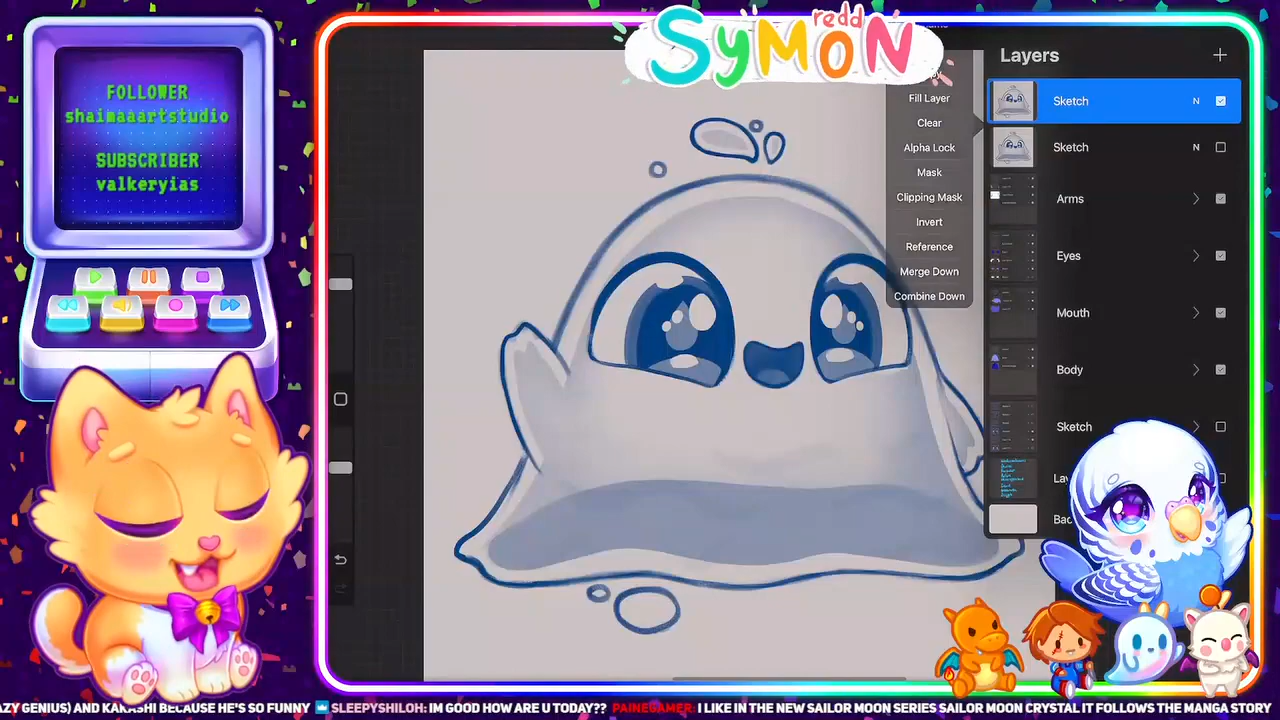 redd
SyMON
FOLLOWER
shaimaaartstudio
SUBSCRIBER
valkeryias
Fill Layer
Clear
Alpha Lock
Mask
Clipping Mask
Invert
Reference
Merge Down
Combine Down
Layers
Sketch N
Sketch N
Arms
Eyes
Mouth
Body
Sketch
AZY GENIUS) AND KAKASHI BECAUSE HE'S SO FUNNY SLEEPYSHILOH: IM GOOD HOW ARE U TODAY?? PAINEGAMER: I LIKE IN THE NEW SAILOR MOON SERIES SAILOR MOON CRYSTAL IT FOLLOWS THE MANGA STORY